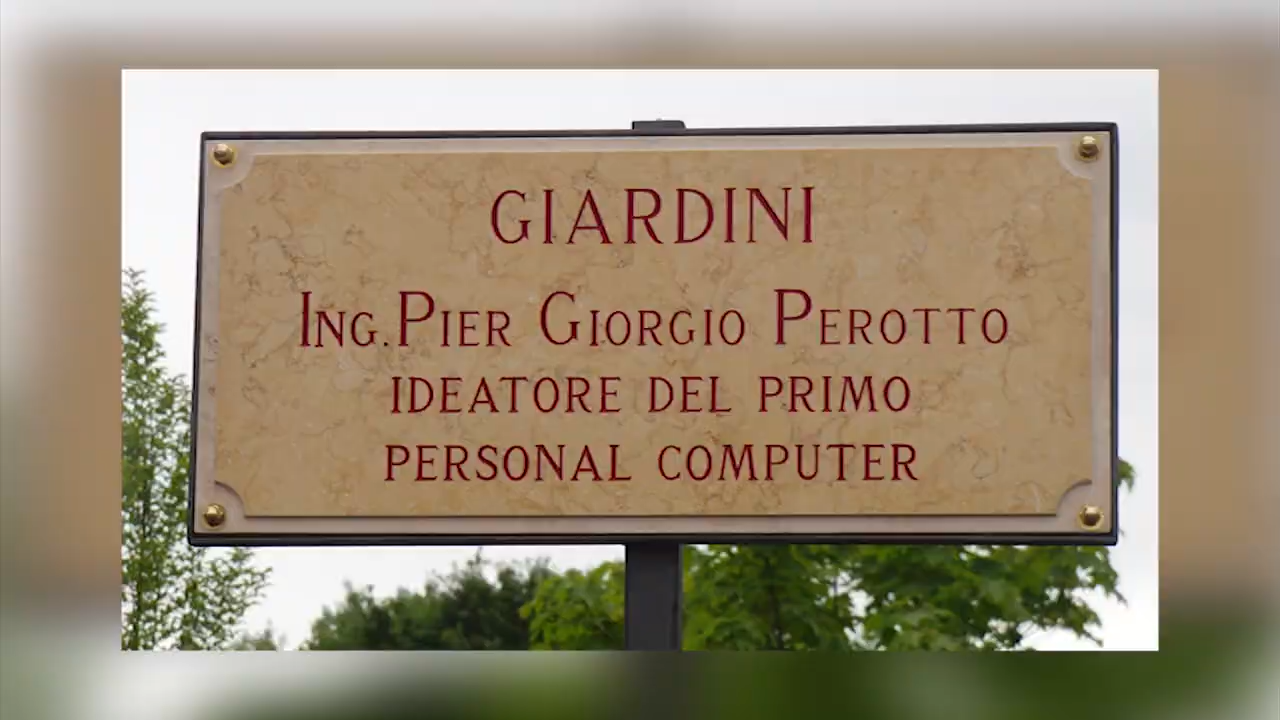 GIARDINI
ING. PIER GIORGIO PEROTTO
IDEATORE DEL PRIMO
PERSONAL COMPUTER